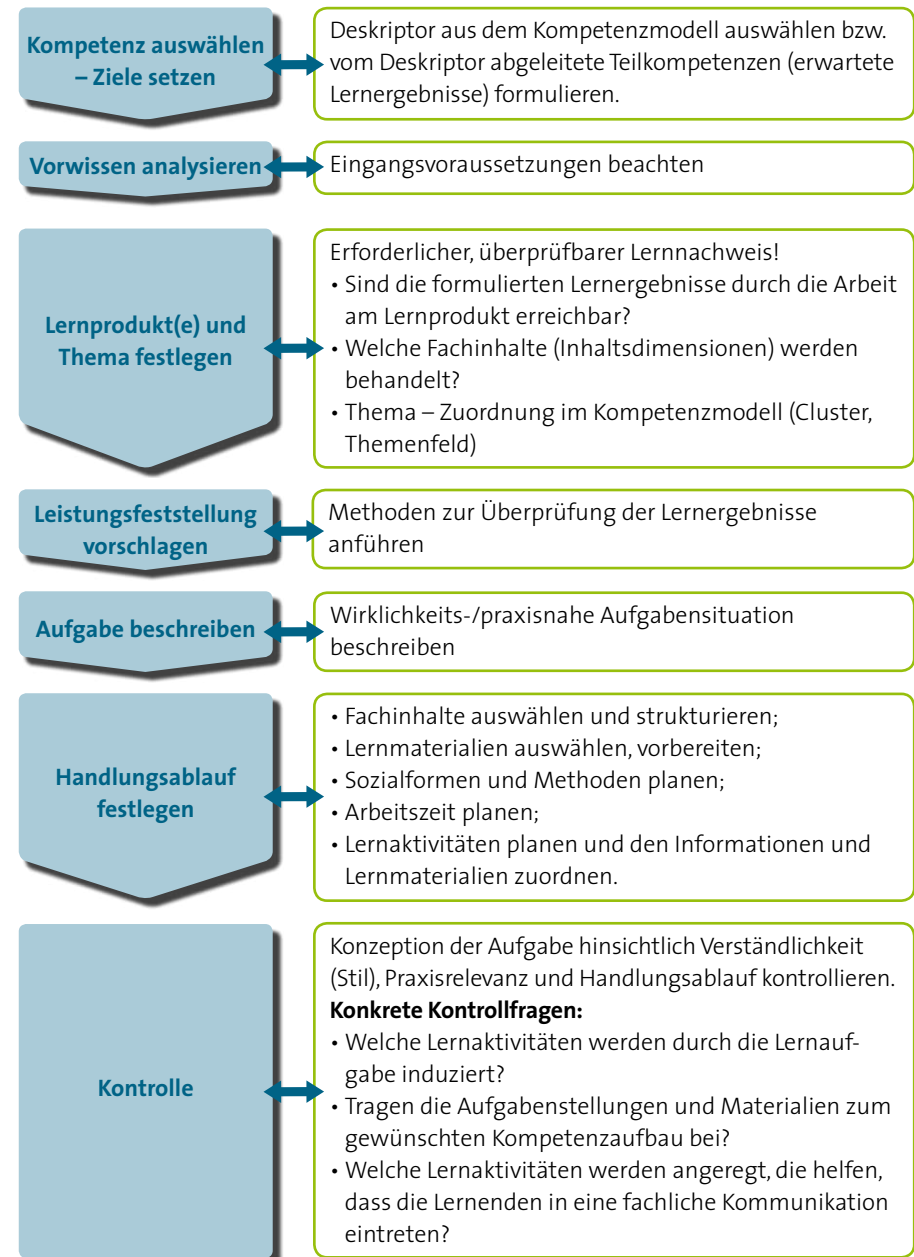 Kompetenz auswählen
– Ziele setzen
Deskriptor aus dem Kompetenzmodell auswählen bzw.
vom Deskriptor abgeleitete Teilkompetenzen (erwartete
Lernergebnisse) formulieren.
Vorwissen analysieren
Eingangsvoraussetzungen beachten
Lernprodukt(e) und
Thema festlegen
Erforderlicher, überprüfbarer Lernnachweis!
• Sind die formulierten Lernergebnisse durch die Arbeit
am Lernprodukt erreichbar?
• Welche Fachinhalte (Inhaltsdimensionen) werden
behandelt?
• Thema – Zuordnung im Kompetenzmodell (Cluster,
Themenfeld)
Leistungsfeststellung
vorschlagen
Methoden zur Überprüfung der Lernergebnisse
anführen
Aufgabe beschreiben
Wirklichkeits-/praxisnahe Aufgabensituation
beschreiben
Handlungsablauf
festlegen
• Fachinhalte auswählen und strukturieren;
• Lernmaterialien auswählen, vorbereiten;
• Sozialformen und Methoden planen;
• Arbeitszeit planen;
• Lernaktivitäten planen und den Informationen und
Lernmaterialien zuordnen.
Kontrolle
Konzeption der Aufgabe hinsichtlich Verständlichkeit
(Stil), Praxisrelevanz und Handlungsablauf kontrollieren.
Konkrete Kontrollfragen:
• Welche Lernaktivitäten werden durch die Lernauf-
gabe induziert?
• Tragen die Aufgabenstellungen und Materialien zum
gewünschten Kompetenzaufbau bei?
• Welche Lernaktivitäten werden angeregt, die helfen,
dass die Lernenden in eine fachliche Kommunikation
eintreten?